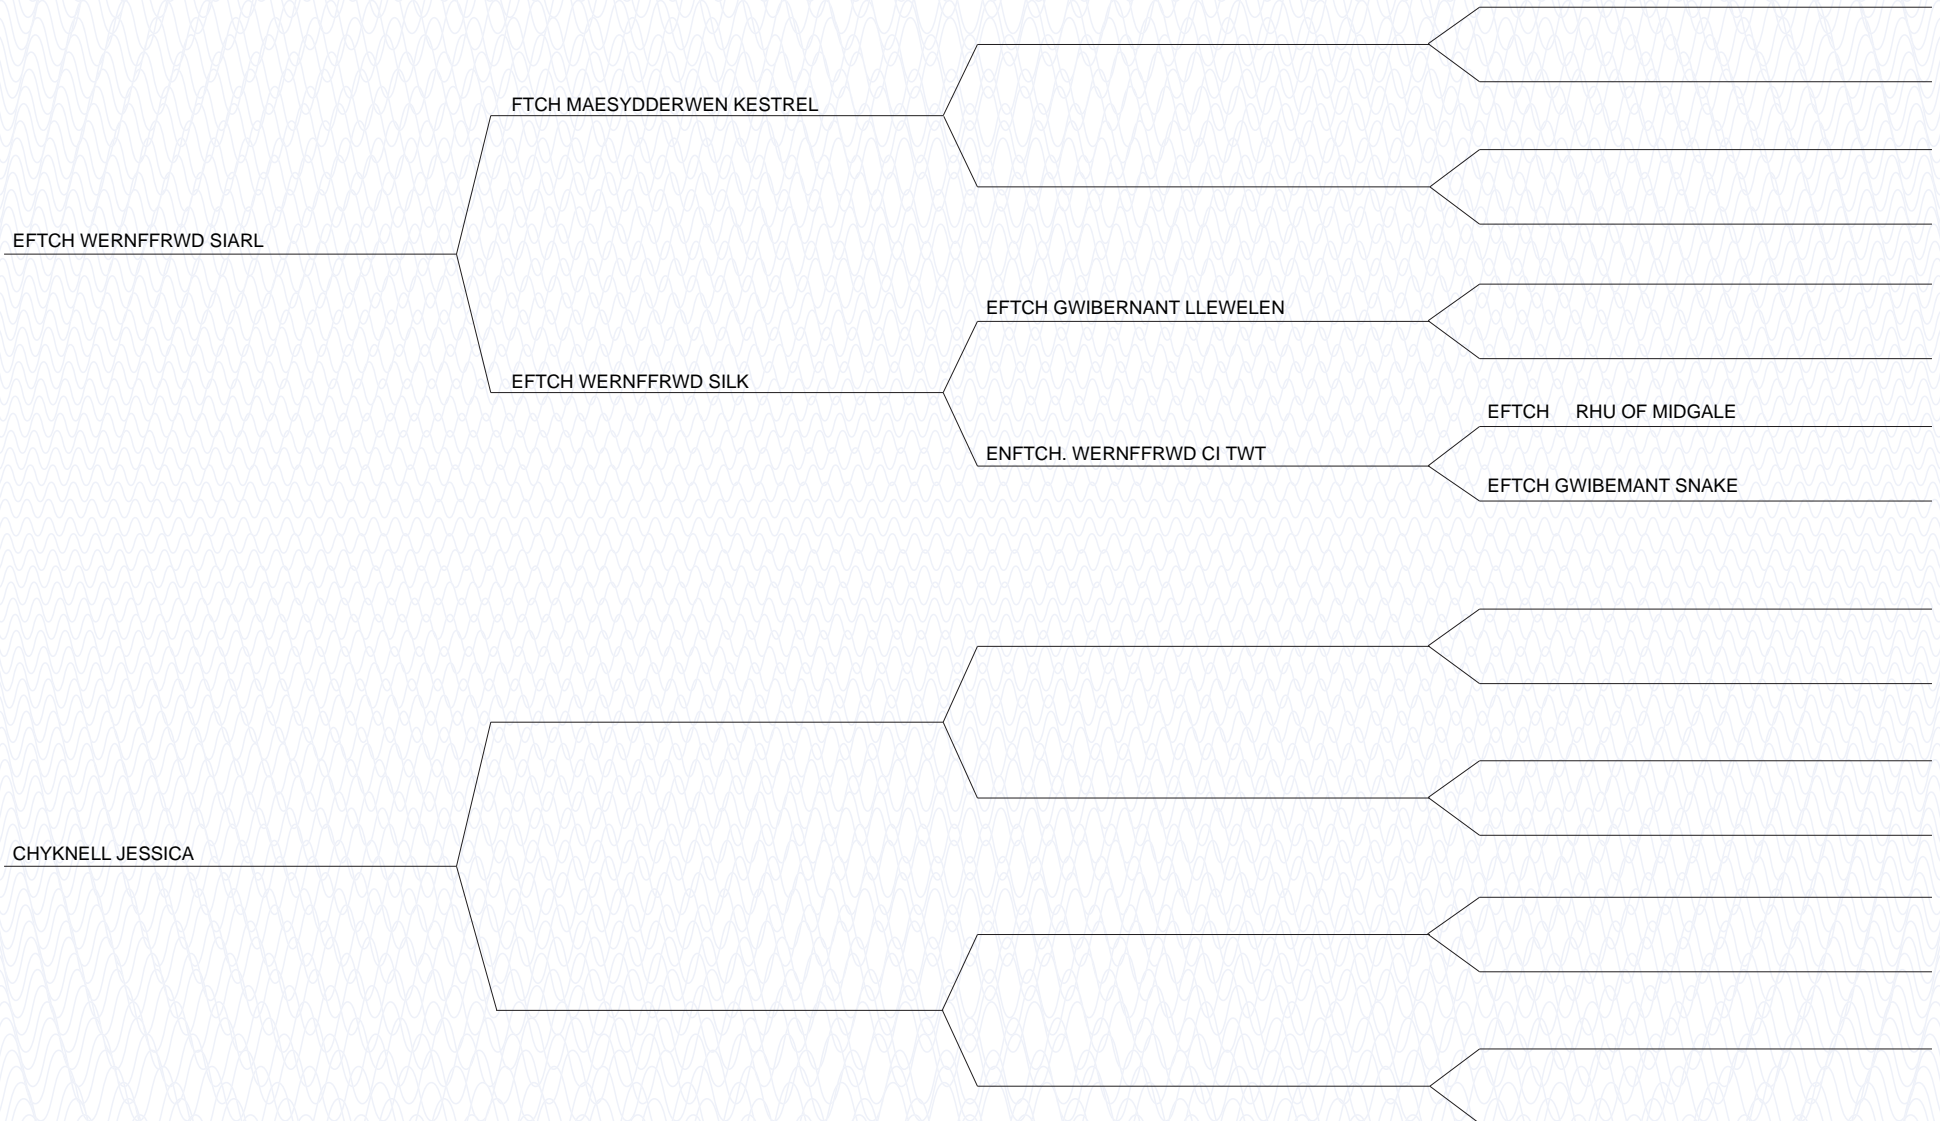 FTCH MAESYDDERWEN KESTREL
EFTCH WERNFFRWD SIARL
EFTCH GWIBERNANT LLEWELEN
EFTCH WERNFFRWD SILK
EFTCH RHU OF MIDGALE
ENFTCH. WERNFFRWD CI TWT
EFTCH GWIBEMANT SNAKE
CHYKNELL JESSICA